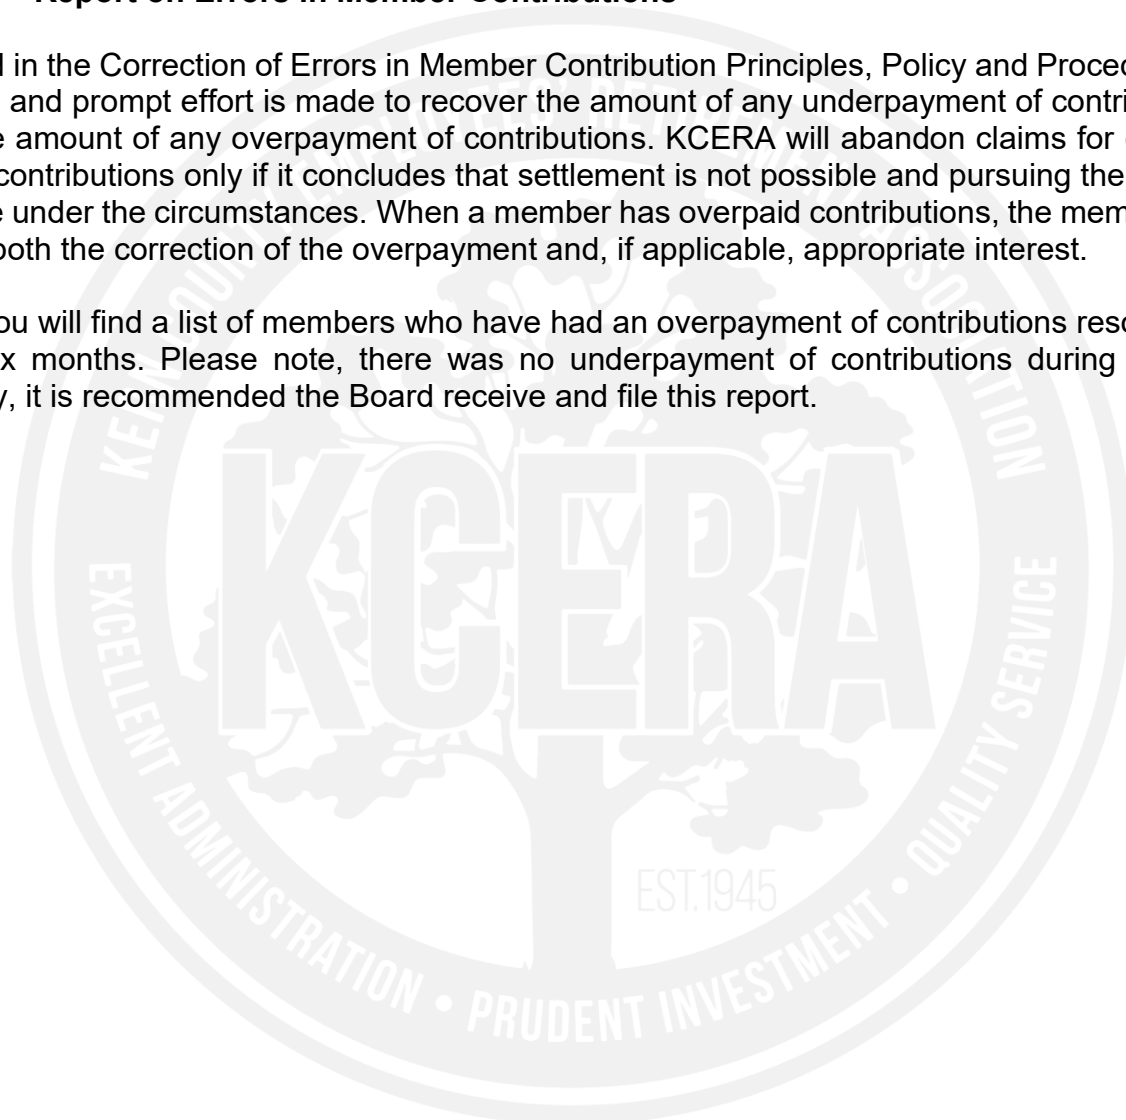 Report on Errors in Member Contributions
in the Correction of Errors in Member Contribution Principles, Policy and
and prompt effort is made to recover the amount of any underpayment of
amount of any overpayment of contributions. KCERA will abandon claims for
contributions only if it concludes that settlement is not possible and pursuing the
under the circumstances. When a member has overpaid contributions, the
both the correction of the overpayment and, if applicable, appropriate interest.
you will find a list of members who have had an overpayment of contributions
months. Please note, there was no underpayment of contributions during
it is recommended the Board receive and file this report.
KERN COUNTY EMPLOYEES' RETIREMENT ASSOCIATION
KCERA
EST.1945
EXCELLENT ADMINISTRATION • PRUDENT INVESTMENT • QUALITY SERVICE